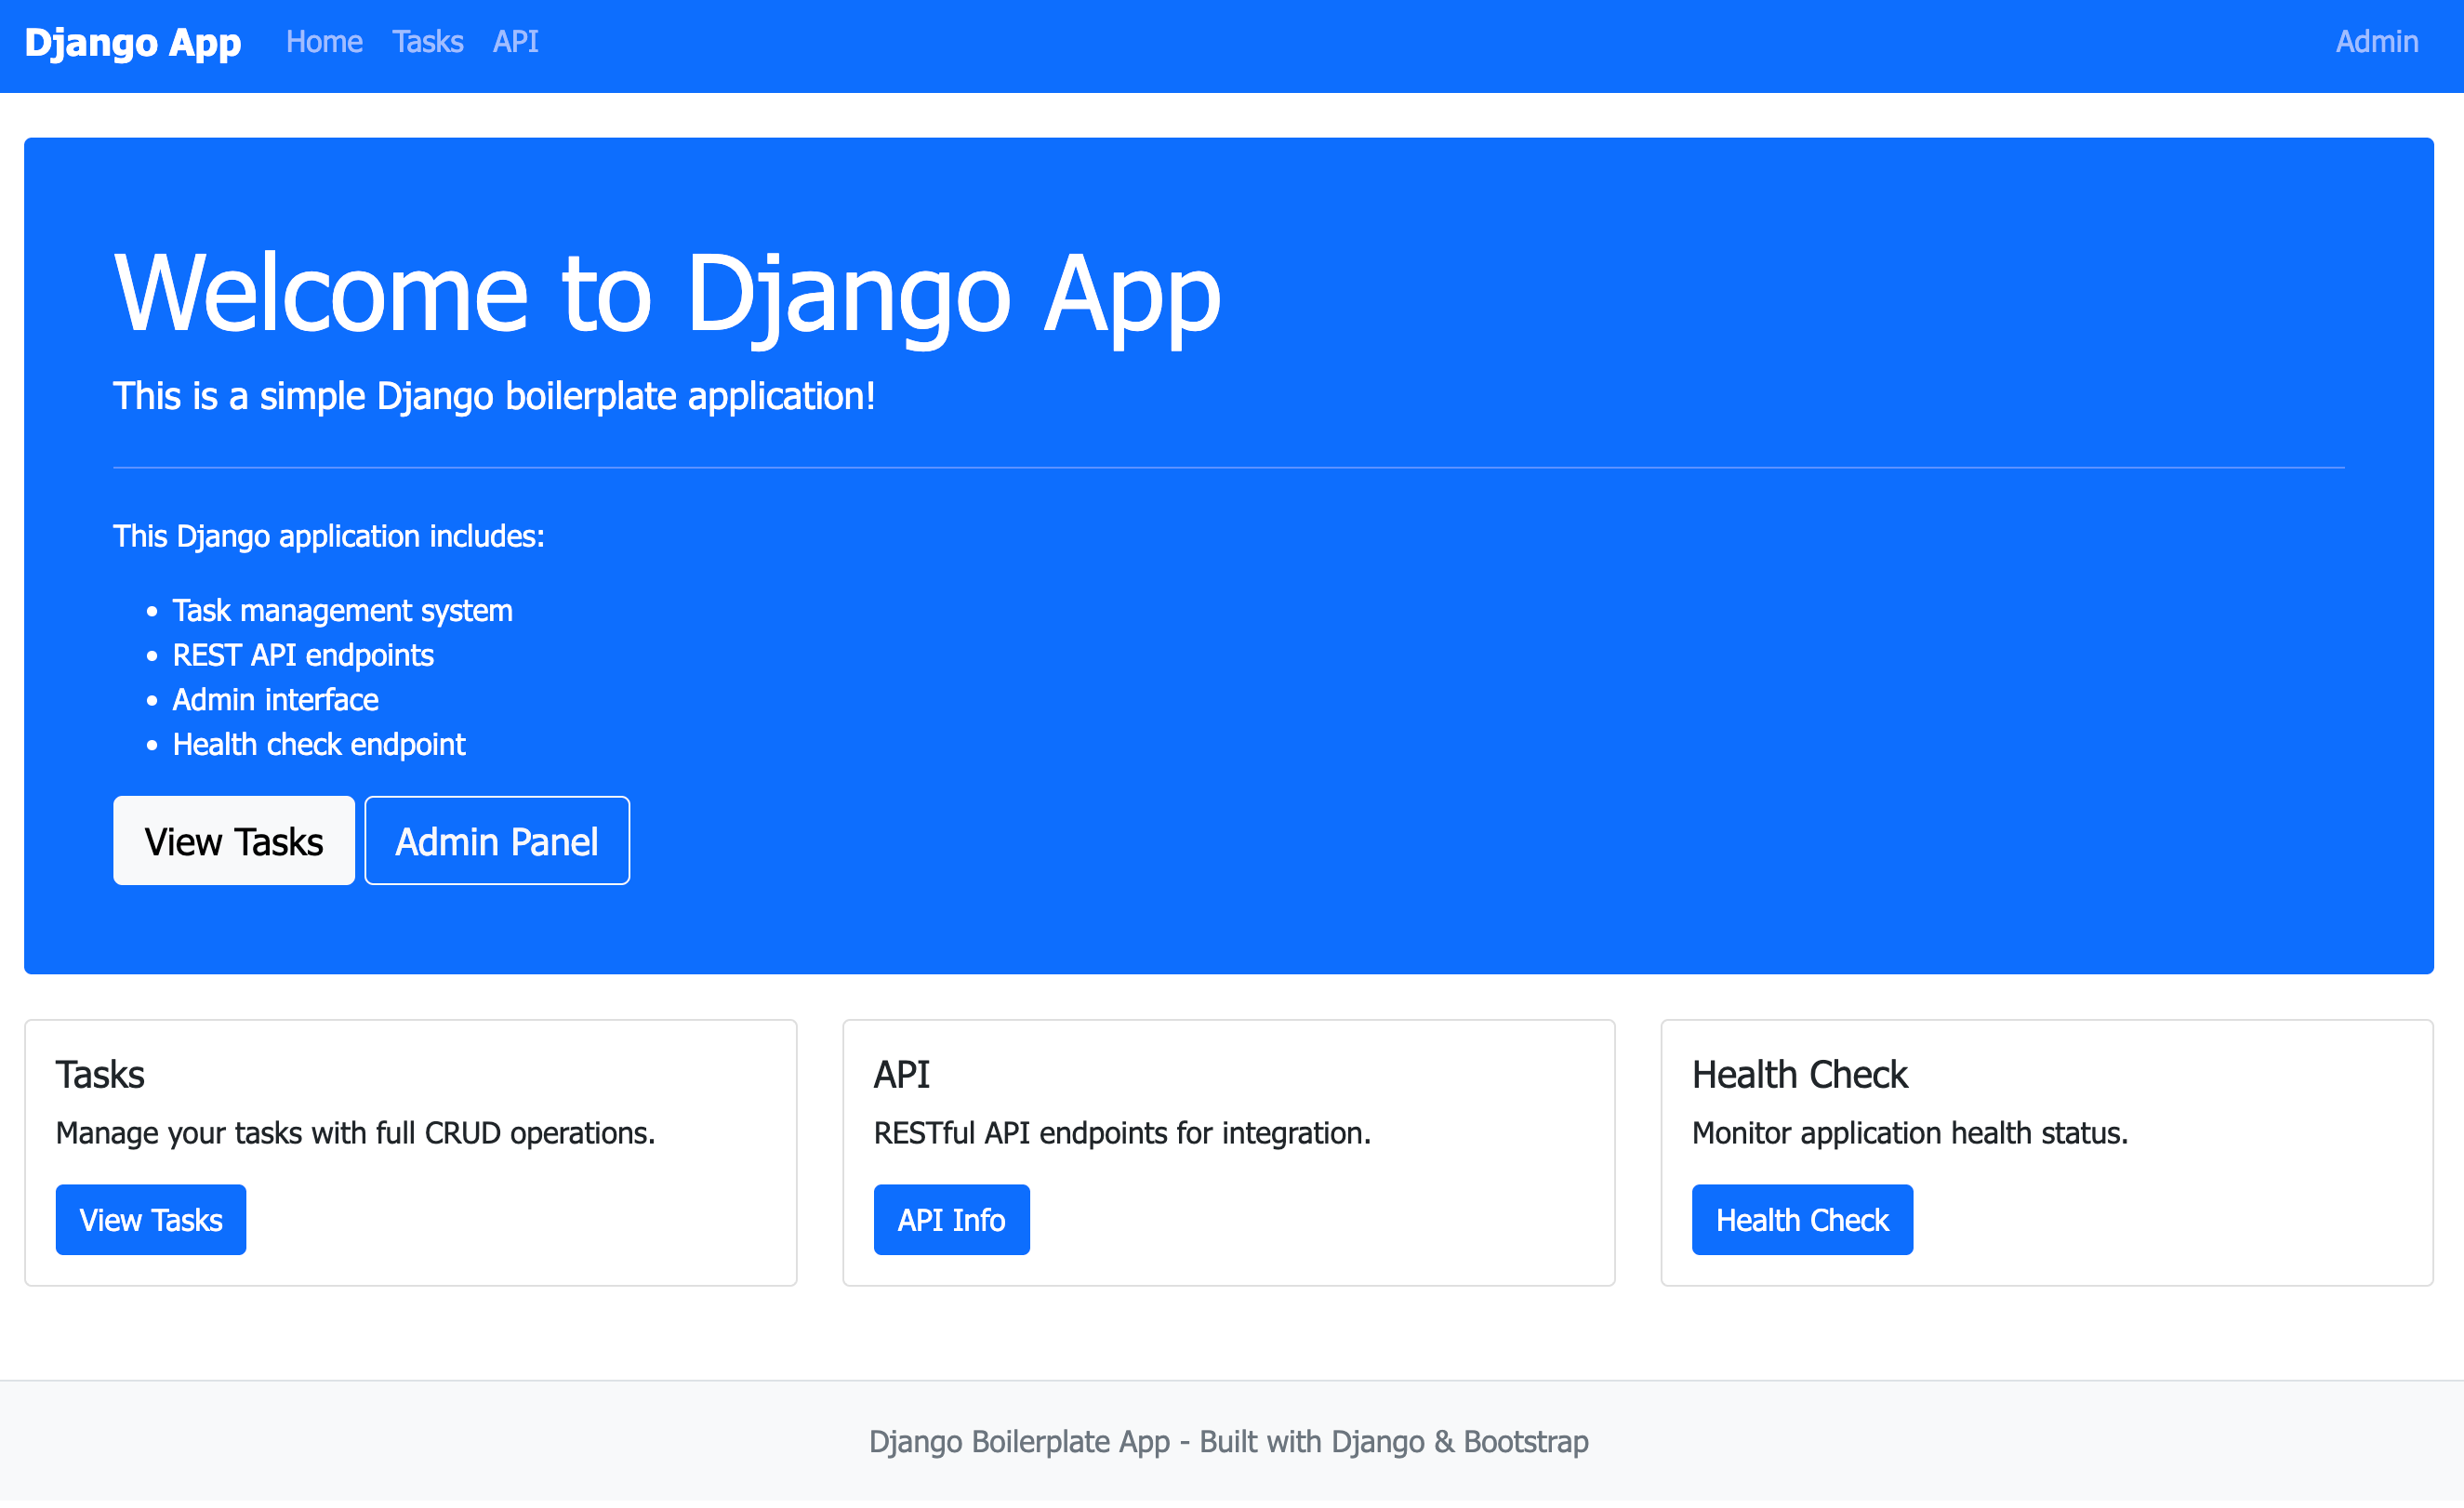 Django App Home Tasks API Admin
Welcome to Django App
This is a simple Django boilerplate application!
This Django application includes:
Task management system
REST API endpoints
Admin interface
Health check endpoint
View Tasks Admin Panel
Tasks
Manage your tasks with full CRUD operations.
View Tasks
API
RESTful API endpoints for integration.
API Info
Health Check
Monitor application health status.
Health Check
Django Boilerplate App - Built with Django & Bootstrap